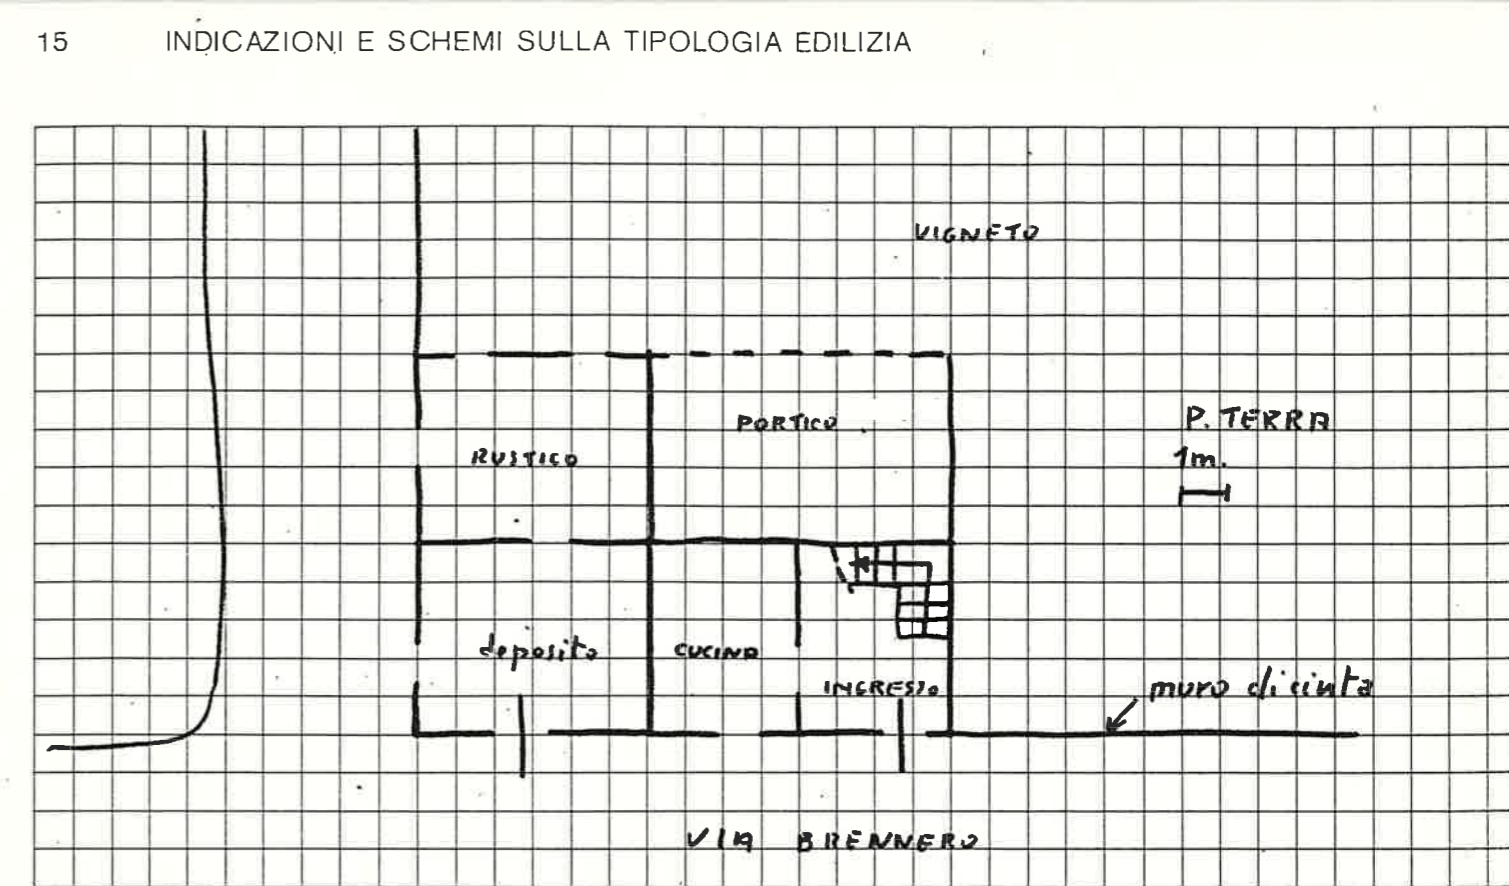 15 INDICAZIONI E SCHEMI SULLA TIPOLOGIA EDILIZIA
VIGNETO
PORTICO
P. TERRA
RUSTICO
1m.
deposito
CUCINA
INGRESSO
muro di cinta
VIA BRENNERO